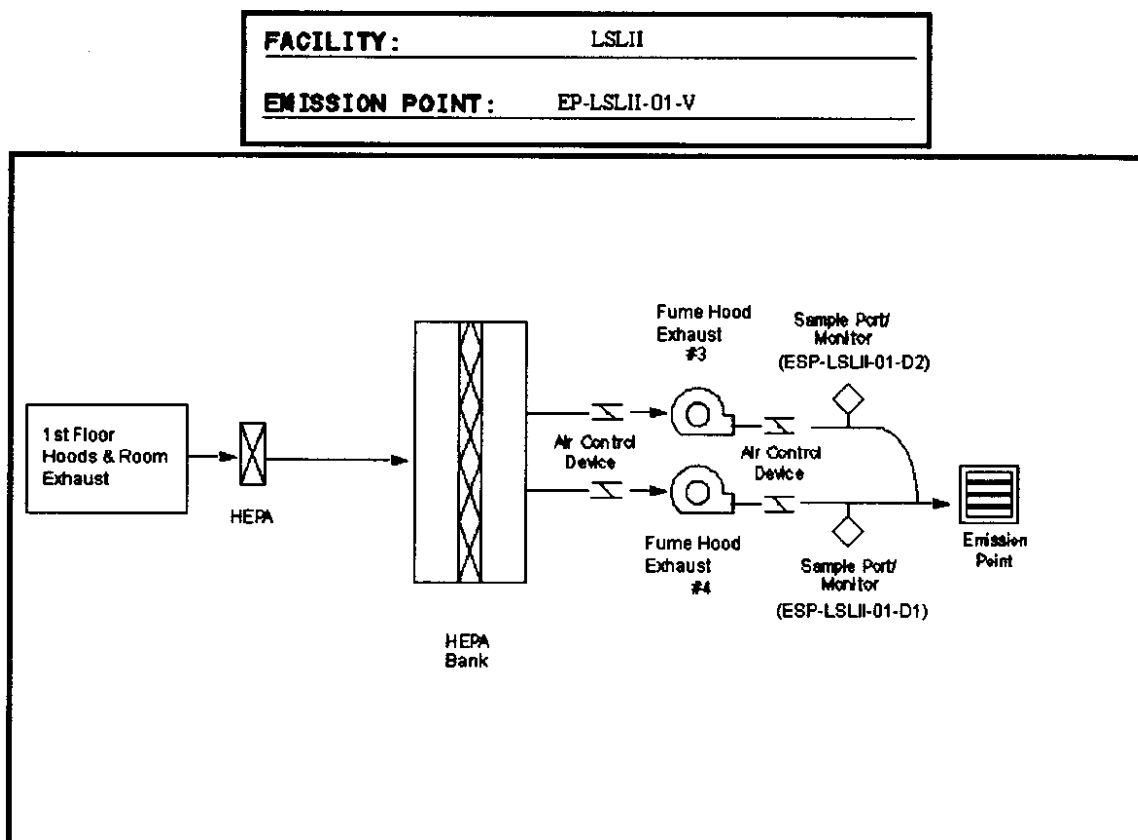 FACILITY: LSLII
EMISSION POINT: EP-LSLII-01-V
Fume Hood
Exhaust
#3
Sample Port/
Monitor
(ESP-LSLII-01-D2)
1st Floor
Hoods & Room
Exhaust
HEPA
Air Control
Device
Air Control
Device
Fume Hood
Exhaust
#4
Sample Port/
Monitor
(ESP-LSLII-01-D1)
Emission
Point
HEPA
Bank